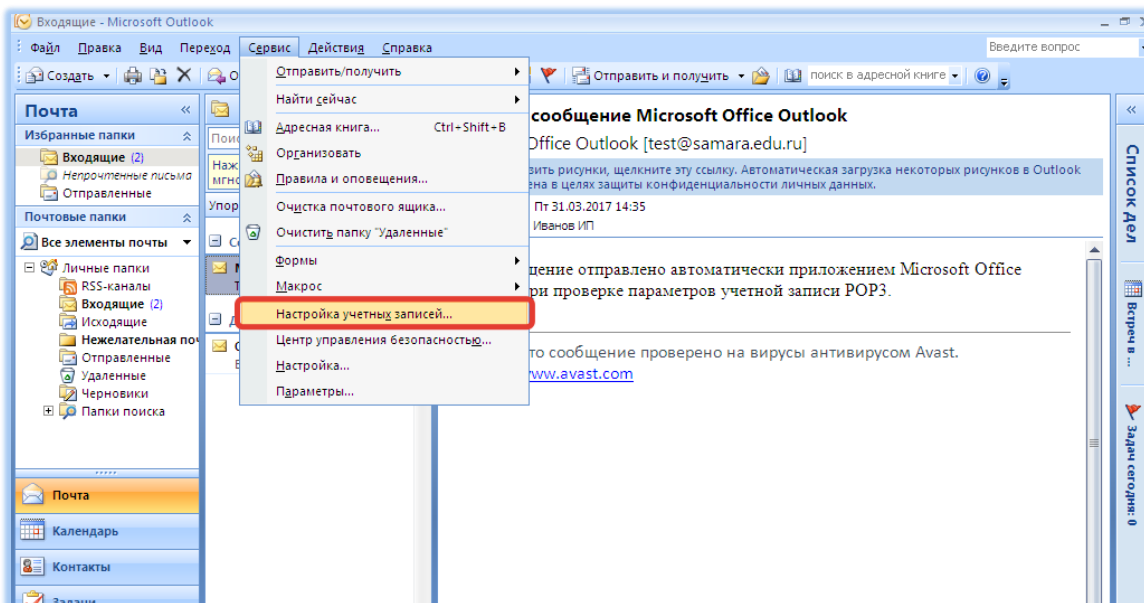 Входящие - Microsoft Outlook
Файл Правка Вид Переход Сервис Действия Справка
Введите вопрос
Создать
Отправить и получить
поиск в адресной книге
Почта
Избранные папки
Входящие (2)
Непрочтенные письма
Отправленные
Почтовые папки
Все элементы почты
Личные папки
RSS-каналы
Входящие (2)
Исходящие
Нежелательная поч
Отправленные
Удаленные
Черновики
Папки поиска
Почта
Календарь
Контакты
Задачи
Отправить/получить
Найти сейчас
Адресная книга... Ctrl+Shift+B
Организовать
Правила и оповещения...
Очистка почтового ящика...
Очистить папку "Удаленные"
Формы
Макрос
Настройка учетных записей...
Центр управления безопасностью...
Настройка...
Параметры...
сообщение Microsoft Office Outlook
Office Outlook [test@samara.edu.ru]
зить рисунки, щелкните эту ссылку. Автоматическая загрузка некоторых рисунков в Outlook
ена в целях защиты конфиденциальности личных данных.
Пт 31.03.2017 14:35
Иванов ИП
щение отправлено автоматически приложением Microsoft Office
ри проверке параметров учетной записи POP3.
то сообщение проверено на вирусы антивирусом Avast.
ww.avast.com
Список дел
Встреч в ...
Задач сегодня: 0